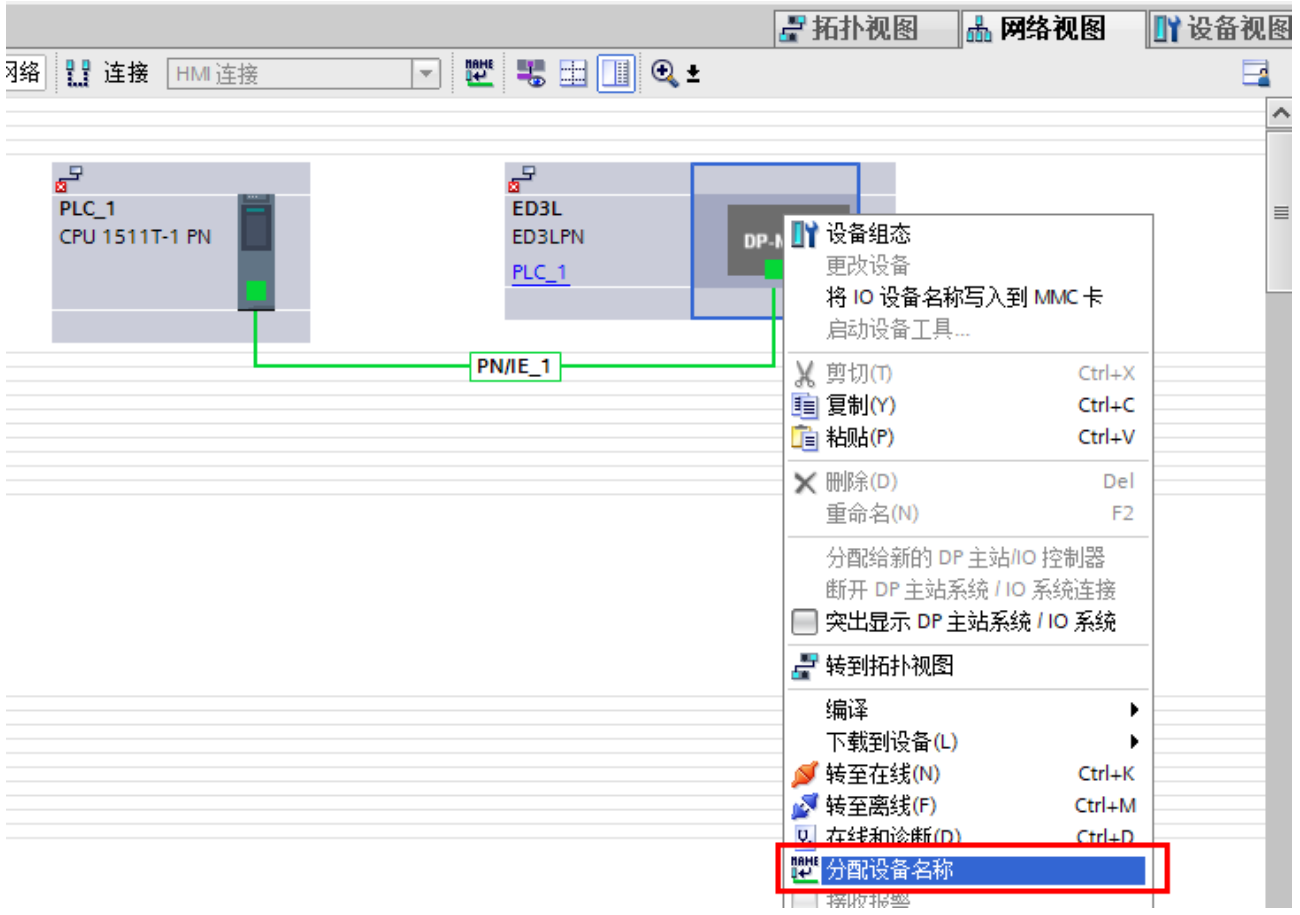 拓扑视图 网络视图 设备视图
网络 连接 HMI 连接 NAME
PLC_1
CPU 1511T-1 PN
ED3L
ED3LPN
PLC_1
PN/IE_1
设备组态
更改设备
将 IO 设备名称写入到 MMC 卡
启动设备工具...
剪切(T) Ctrl+X
复制(Y) Ctrl+C
粘贴(P) Ctrl+V
删除(D) Del
重命名(N) F2
分配给新的 DP 主站/IO 控制器
断开 DP 主站系统 / IO 系统连接
突出显示 DP 主站系统 / IO 系统
转到拓扑视图
编译
下载到设备(L)
转至在线(N) Ctrl+K
转至离线(F) Ctrl+M
在线和诊断(D) Ctrl+D
NAME 分配设备名称
接收报警